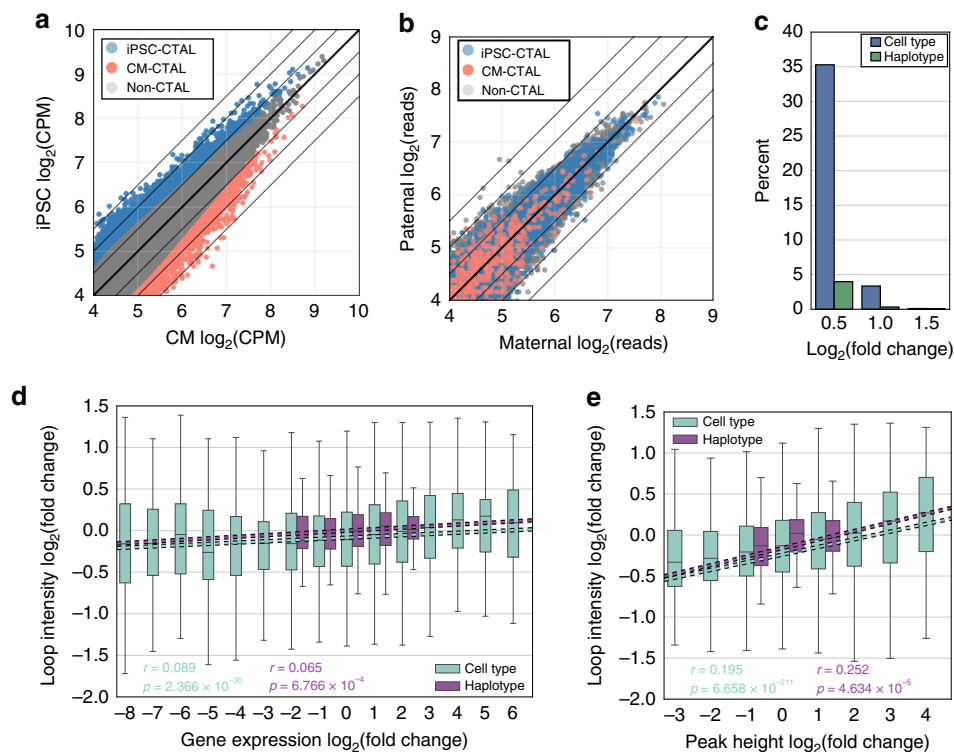 a
iPSC log2(CPM)
10
9
8
7
6
5
4
iPSC-CTAL
CM-CTAL
Non-CTAL
4 5 6 7 8 9 10
CM log2(CPM)
b
Paternal log2(reads)
9
8
7
6
5
4
iPSC-CTAL
CM-CTAL
Non-CTAL
4 5 6 7 8 9
Maternal log2(reads)
c
Percent
40
35
30
25
20
15
10
5
0
Cell type
Haplotype
0.5 1.0 1.5
Log2(fold change)
d
Loop intensity log2(fold change)
1.5
1.0
0.5
0.0
−0.5
−1.0
−1.5
−2.0
r = 0.089
p = 2.366 × 10−30
r = 0.065
p = 6.766 × 10−4
Cell type
Haplotype
−8 −7 −6 −5 −4 −3 −2 −1 0 1 2 3 4 5 6
Gene expression log2(fold change)
e
Loop intensity log2(fold change)
1.5
1.0
0.5
0.0
−0.5
−1.0
−1.5
−2.0
Cell type
Haplotype
r = 0.195
p = 6.658 × 10−211
r = 0.252
p = 4.634 × 10−5
−3 −2 −1 0 1 2 3 4
Peak height log2(fold change)